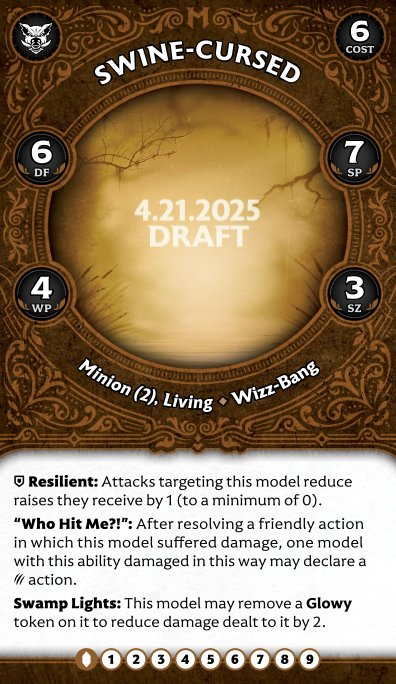 SWINE-CURSED
6
COST
6
DF
7
SP
4.21.2025
DRAFT
4
WP
3
SZ
Minion (2), Living ◆ Wizz-Bang
Resilient: Attacks targeting this model reduce
raises they receive by 1 (to a minimum of 0).
“Who Hit Me?!”: After resolving a friendly action
in which this model suffered damage, one model
with this ability damaged in this way may declare a
action.
Swamp Lights: This model may remove a Glowy
token on it to reduce damage dealt to it by 2.
1 2 3 4 5 6 7 8 9